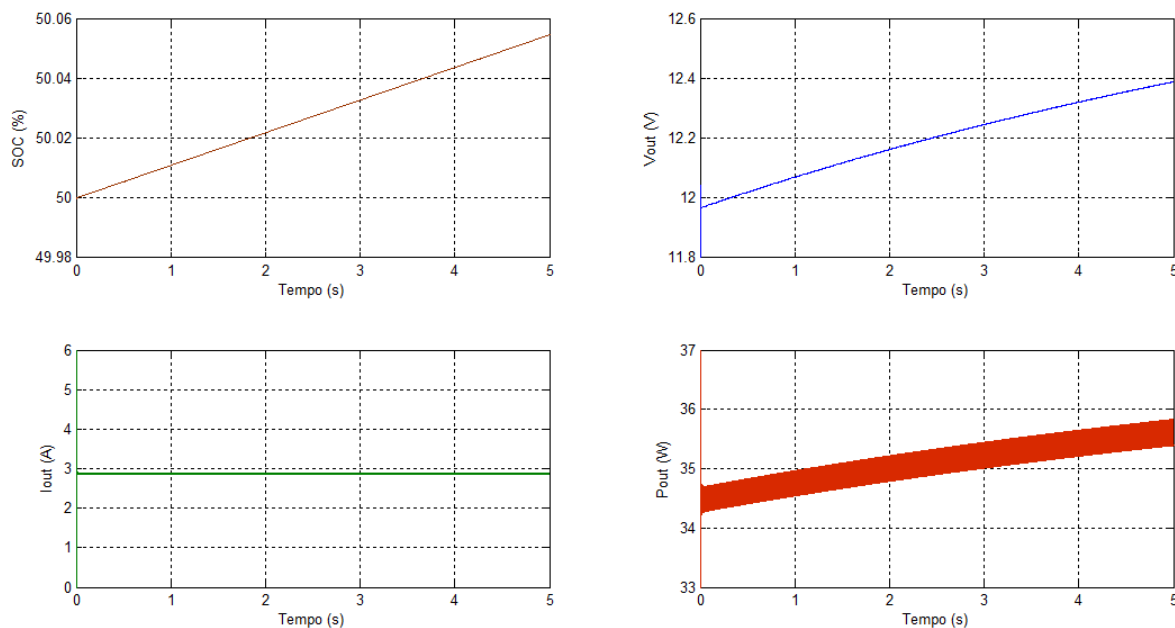 50.06
50.04
50.02
50
49.98
SOC (%)
0 1 2 3 4 5
Tempo (s)
12.6
12.4
12.2
12
11.8
Vout (V)
0 1 2 3 4 5
Tempo (s)
6
5
4
3
2
1
0
Iout (A)
0 1 2 3 4 5
Tempo (s)
37
36
35
34
33
Pout (W)
0 1 2 3 4 5
Tempo (s)